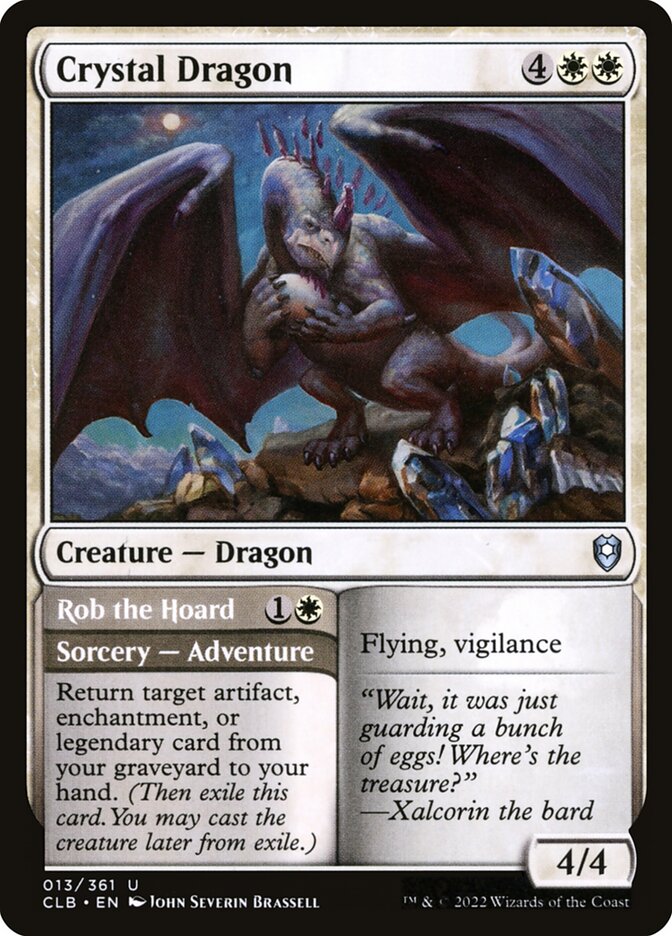 Crystal Dragon 4
Creature — Dragon
Rob the Hoard 1
Sorcery — Adventure
Return target artifact,
enchantment, or
legendary card from
your graveyard to your
hand. (Then exile this
card. You may cast the
creature later from exile.)
Flying, vigilance
“Wait, it was just
guarding a bunch
of eggs! Where’s the
treasure?”
—Xalcorin the bard
4/4
013/361 U
CLB • EN John Severin Brassell
™ & © 2022 Wizards of the Coast